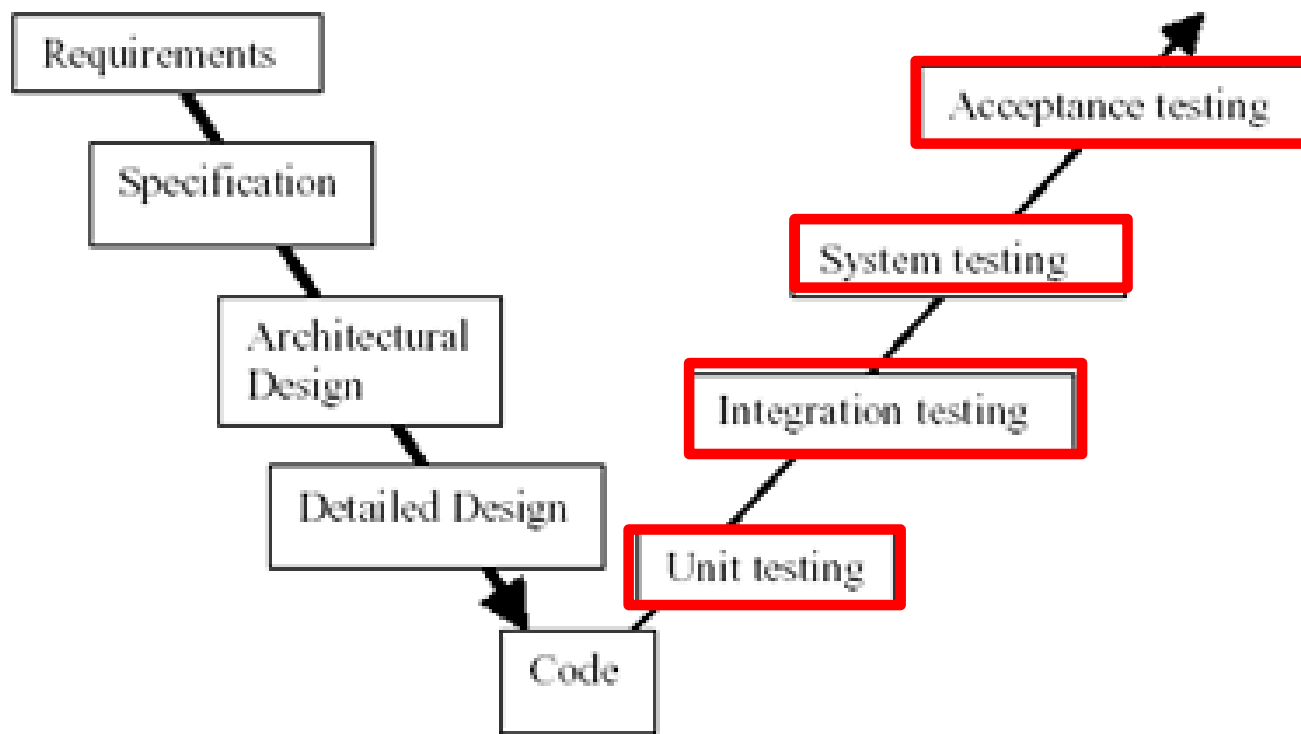 Requirements
Specification
Architectural
Design
Detailed Design
Code
Unit testing
Integration testing
System testing
Acceptance testing